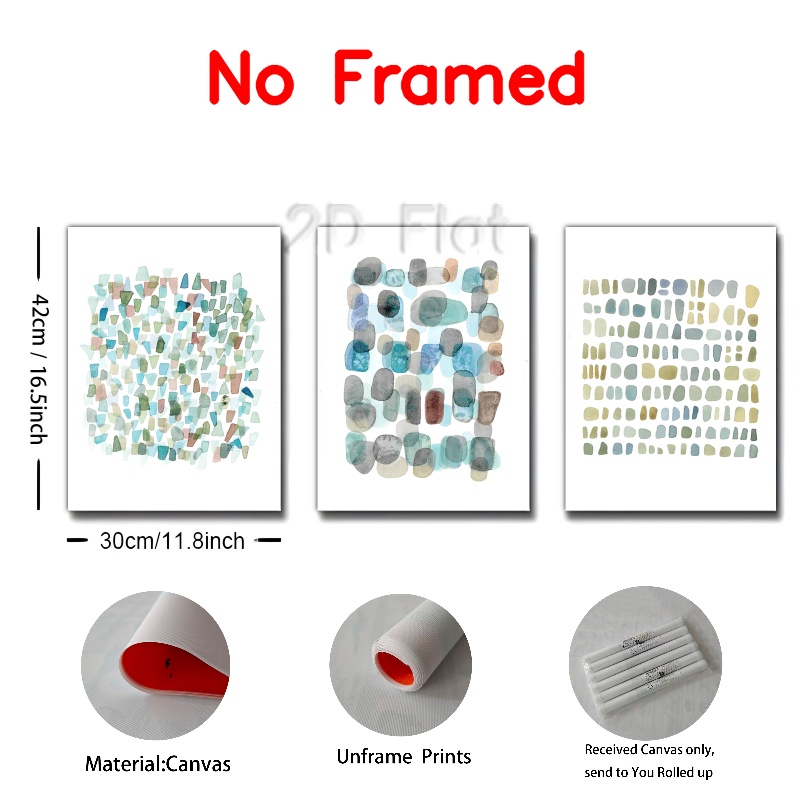 No Framed
2D Flat
42cm / 16.5inch
30cm/11.8inch
Material:Canvas
Unframe Prints
Received Canvas only,
send to You Rolled up